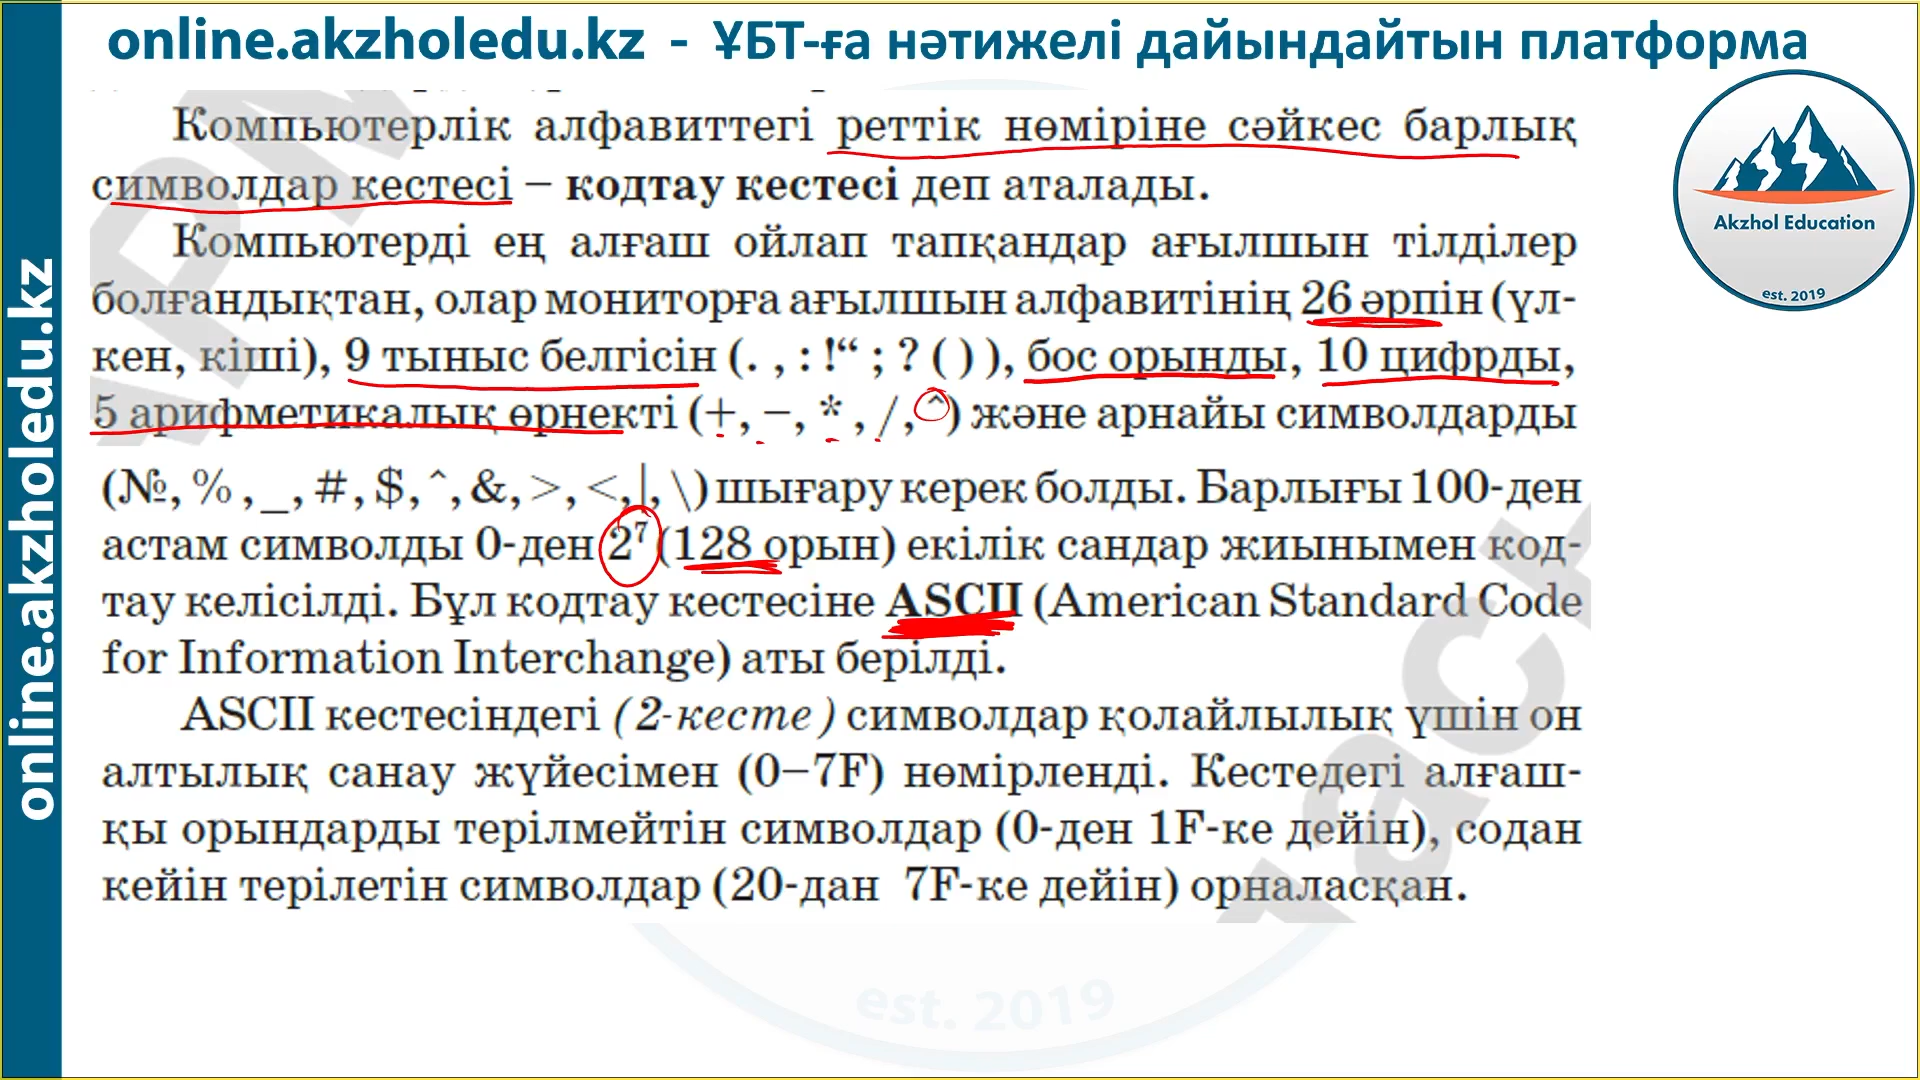 online.akzholedu.kz - ҰБТ-ға нәтижелі дайындайтын платформа
Компьютерлік алфавиттегі реттік нөміріне сәйкес барлық
символдар кестесі – кодтау кестесі деп аталады.
Компьютерді ең алғаш ойлап тапқандар ағылшын тілділер
болғандықтан, олар мониторға ағылшын алфавитінің 26 әрпін (үл-
кен, кіші), 9 тыныс белгісін (. , : !“ ; ? ( ) ), бос орынды, 10 цифрды,
5 арифметикалық өрнекті (+, –, * , /, ^) және арнайы символдарды
(№, % , _, #, $, ^, &, >, <, |, \) шығару керек болды. Барлығы 100-ден
астам символды 0-ден 2⁷ (128 орын) екілік сандар жиынымен код-
тау келісілді. Бұл кодтау кестесіне ASCII (American Standard Code
for Information Interchange) аты берілді.
ASCII кестесіндегі (2-кесте) символдар қолайлылық үшін он
алтылық санау жүйесімен (0–7F) нөмірленді. Кестедегі алғаш-
қы орындарды терілмейтін символдар (0-ден 1F-ке дейін), содан
кейін терілетін символдар (20-дан 7F-ке дейін) орналасқан.
Akzhol Education
est. 2019
online.akzholedu.kz
est. 2019